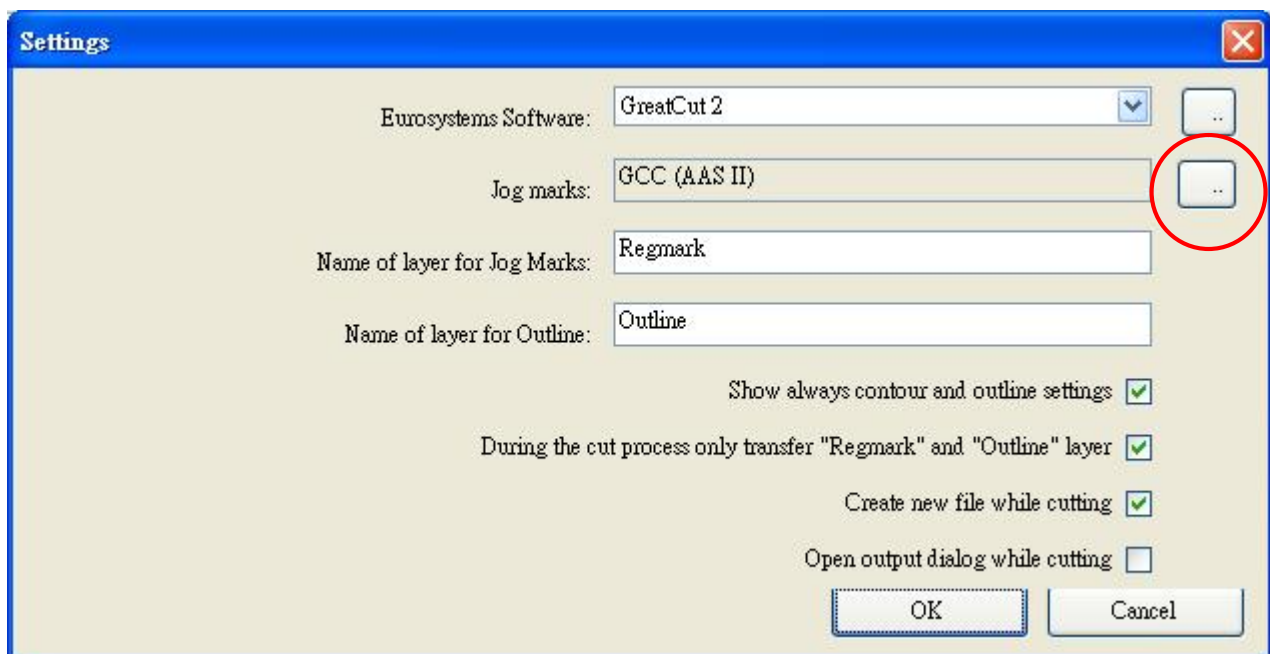 Settings
Eurosystems Software: GreatCut 2 ..
Jog marks: GCC (AAS II) ..
Name of layer for Jog Marks: Regmark
Name of layer for Outline: Outline
Show always contour and outline settings
During the cut process only transfer "Regmark" and "Outline" layer
Create new file while cutting
Open output dialog while cutting
OK Cancel